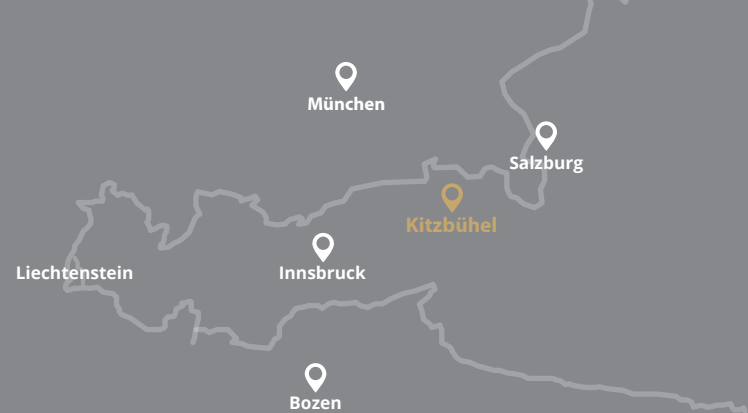 München
Salzburg
Kitzbühel
Liechtenstein
Innsbruck
Bozen